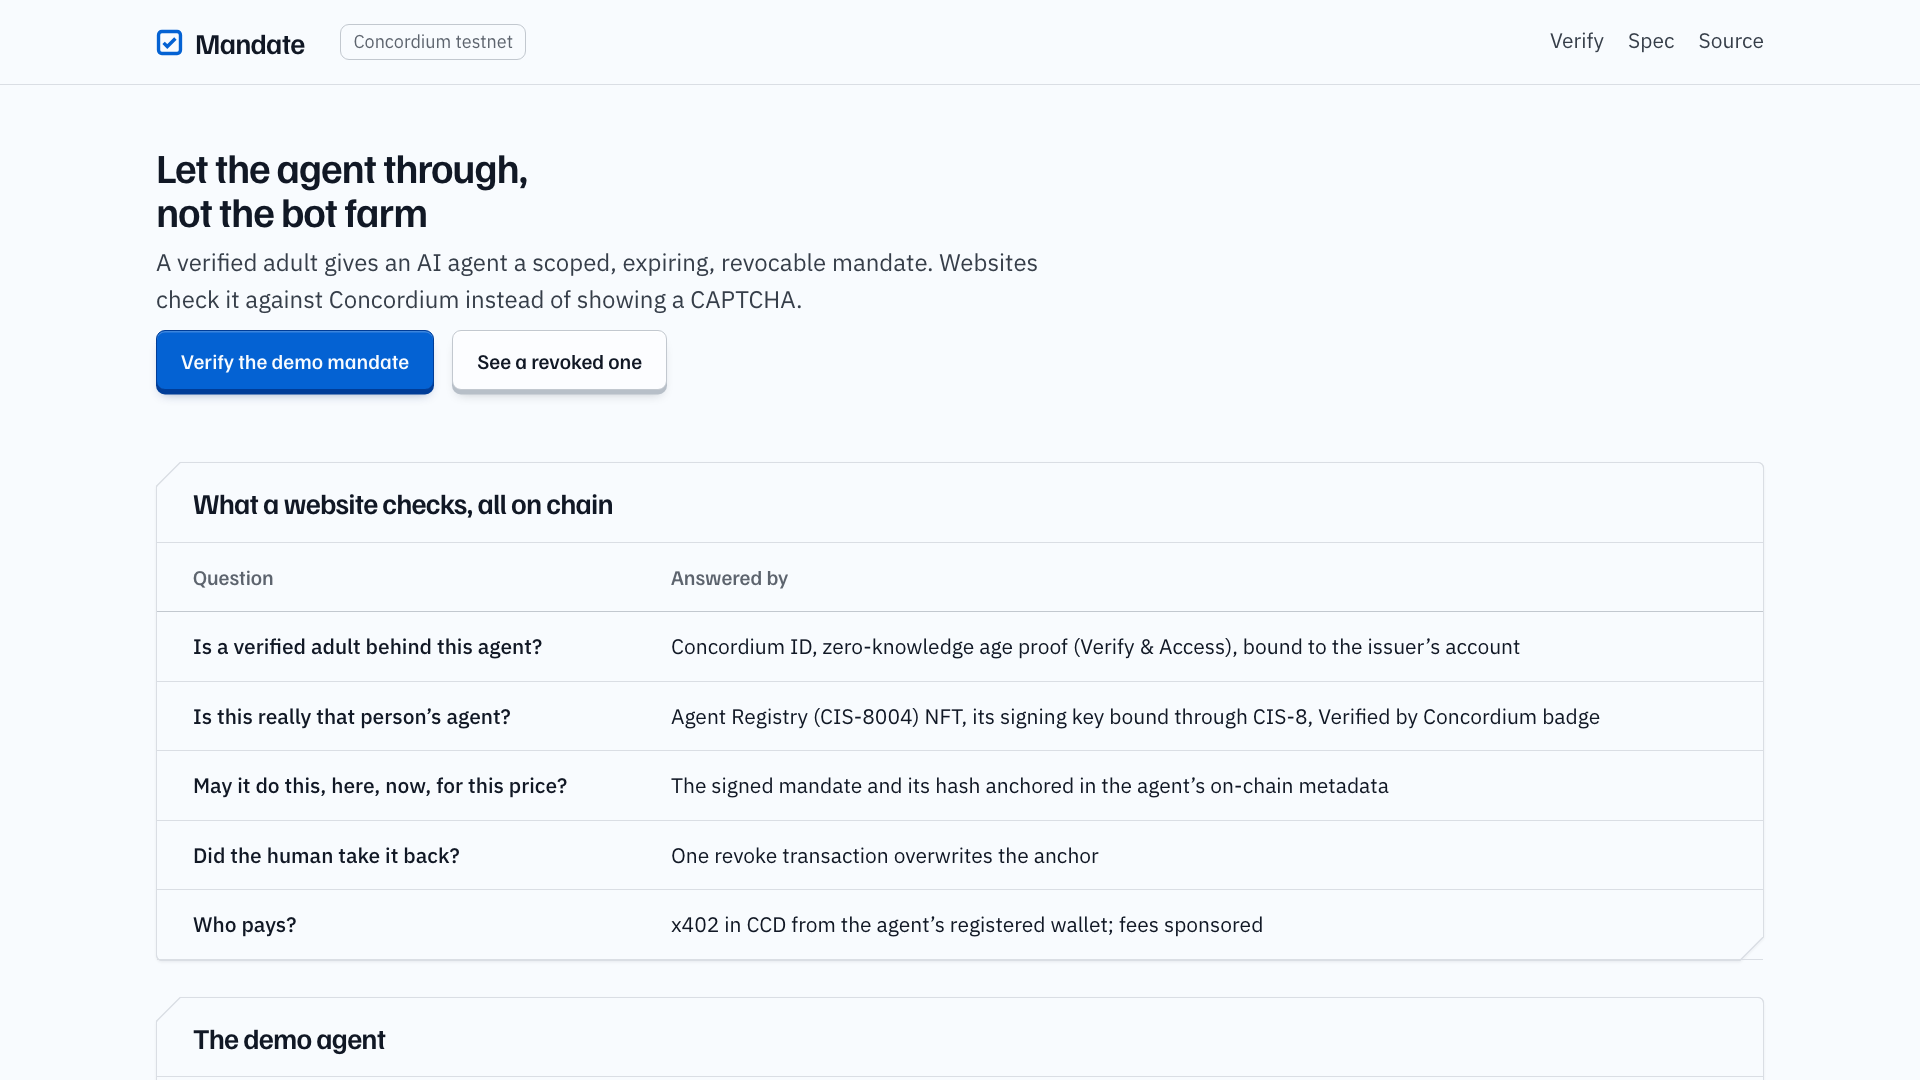 Mandate
Concordium testnet
Verify
Spec
Source
Let the agent through,
not the bot farm
A verified adult gives an AI agent a scoped, expiring, revocable mandate. Websites
check it against Concordium instead of showing a CAPTCHA.
Verify the demo mandate
See a revoked one
What a website checks, all on chain
Question
Answered by
Is a verified adult behind this agent?
Concordium ID, zero-knowledge age proof (Verify & Access), bound to the issuer’s account
Is this really that person’s agent?
Agent Registry (CIS-8004) NFT, its signing key bound through CIS-8, Verified by Concordium badge
May it do this, here, now, for this price?
The signed mandate and its hash anchored in the agent’s on-chain metadata
Did the human take it back?
One revoke transaction overwrites the anchor
Who pays?
x402 in CCD from the agent’s registered wallet; fees sponsored
The demo agent